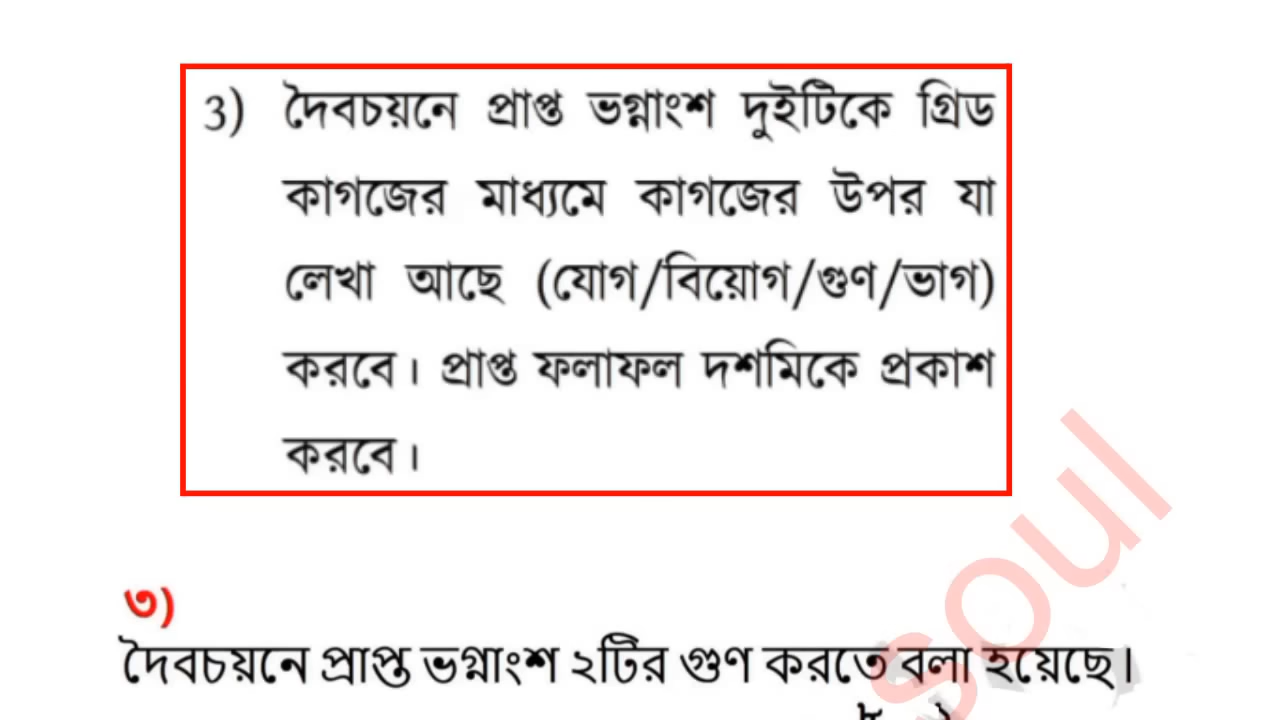 3) দৈবচয়নে প্রাপ্ত ভগ্নাংশ দুইটিকে গ্রিড
কাগজের মাধ্যমে কাগজের উপর যা
লেখা আছে (যোগ/বিয়োগ/গুণ/ভাগ)
করবে। প্রাপ্ত ফলাফল দশমিকে প্রকাশ
করবে।
৩)
দৈবচয়নে প্রাপ্ত ভগ্নাংশ ২টির গুণ করতে বলা হয়েছে।
soul